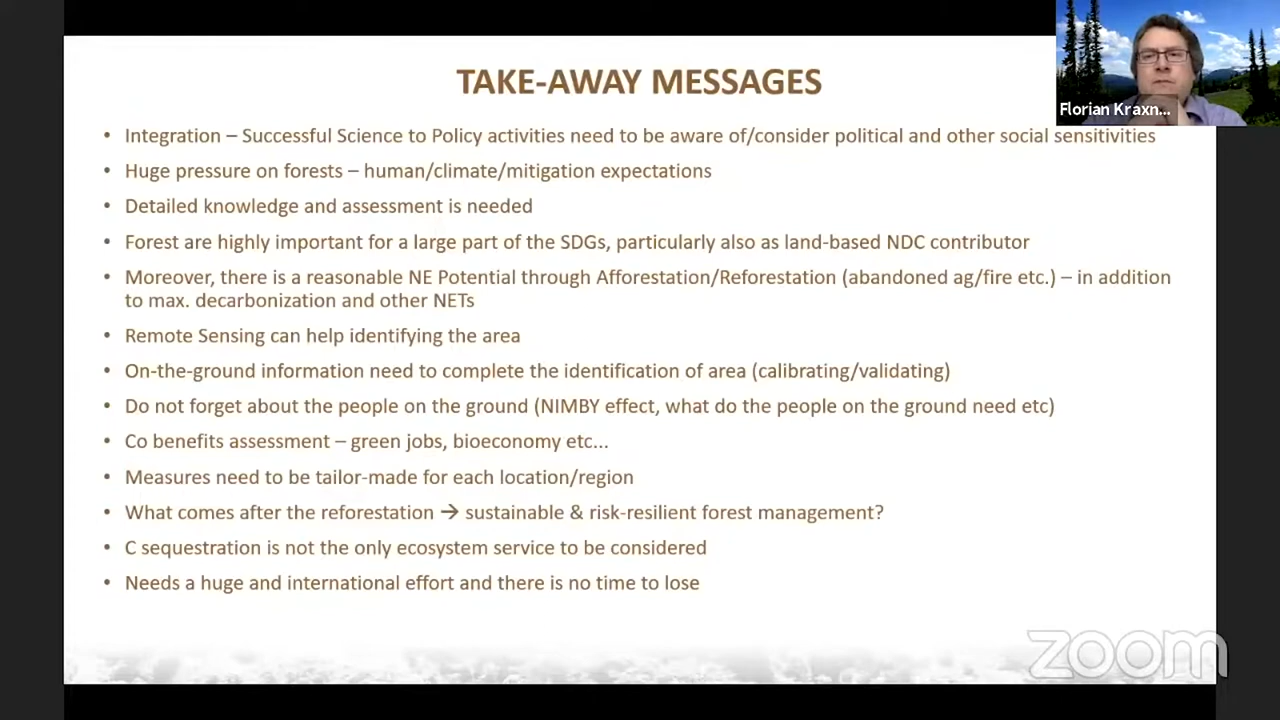 TAKE-AWAY MESSAGES
Florian Kraxn...
• Integration – Successful Science to Policy activities need to be aware of/consider political and other social sensitivities
• Huge pressure on forests – human/climate/mitigation expectations
• Detailed knowledge and assessment is needed
• Forest are highly important for a large part of the SDGs, particularly also as land-based NDC contributor
• Moreover, there is a reasonable NE Potential through Afforestation/Reforestation (abandoned ag/fire etc.) – in addition
to max. decarbonization and other NETs
• Remote Sensing can help identifying the area
• On-the-ground information need to complete the identification of area (calibrating/validating)
• Do not forget about the people on the ground (NIMBY effect, what do the people on the ground need etc)
• Co benefits assessment – green jobs, bioeconomy etc...
• Measures need to be tailor-made for each location/region
• What comes after the reforestation → sustainable & risk-resilient forest management?
• C sequestration is not the only ecosystem service to be considered
• Needs a huge and international effort and there is no time to lose
zoom